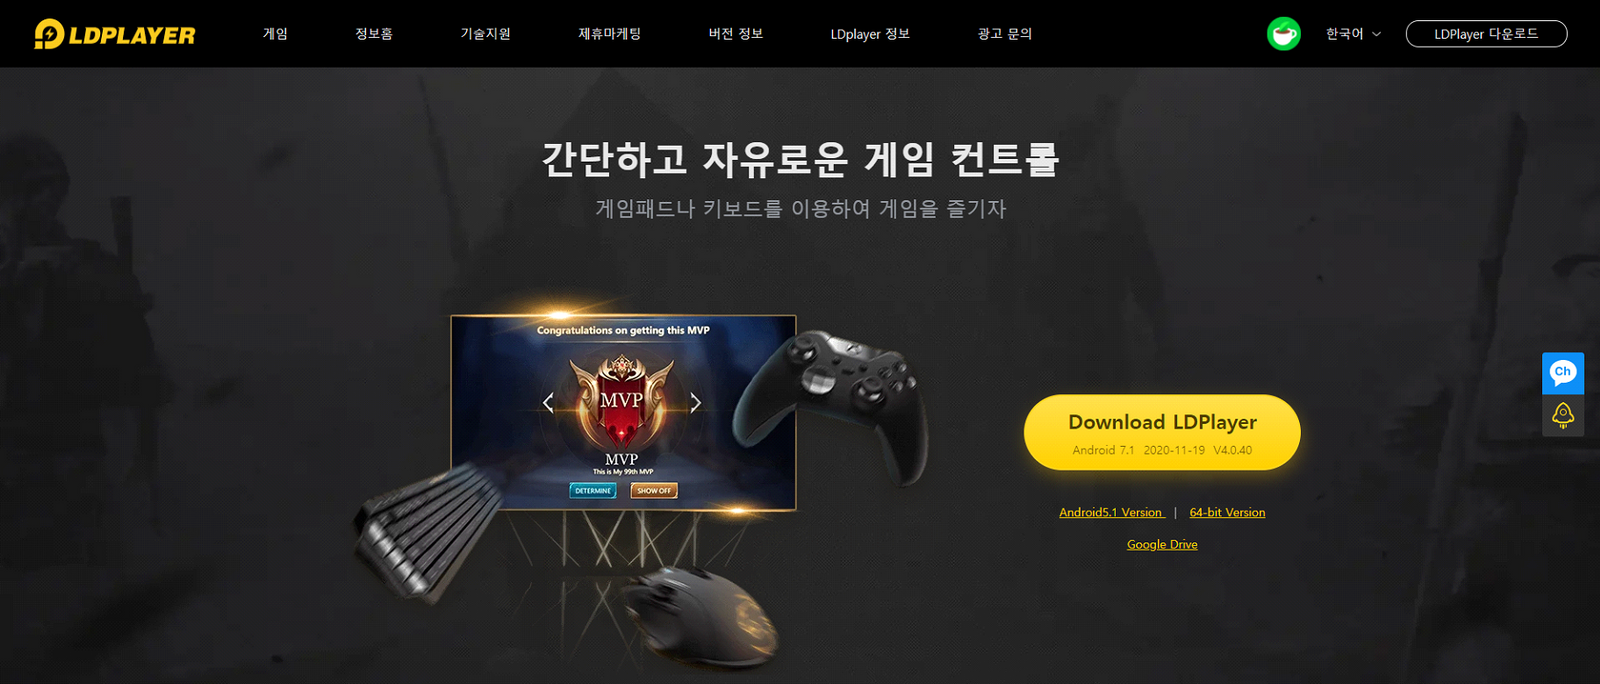 LDPLAYER
게임
정보홈
기술지원
제휴마케팅
버전 정보
LDplayer 정보
광고 문의
한국어
LDPlayer 다운로드
간단하고 자유로운 게임 컨트롤
게임패드나 키보드를 이용하여 게임을 즐기자
Congratulations on getting this MVP
MVP
MVP
This is My 99th MVP
DETERMINE
SHOW OFF
Ch
Download LDPlayer
Android 7.1 2020-11-19 V4.0.40
Android5.1 Version | 64-bit Version
Google Drive